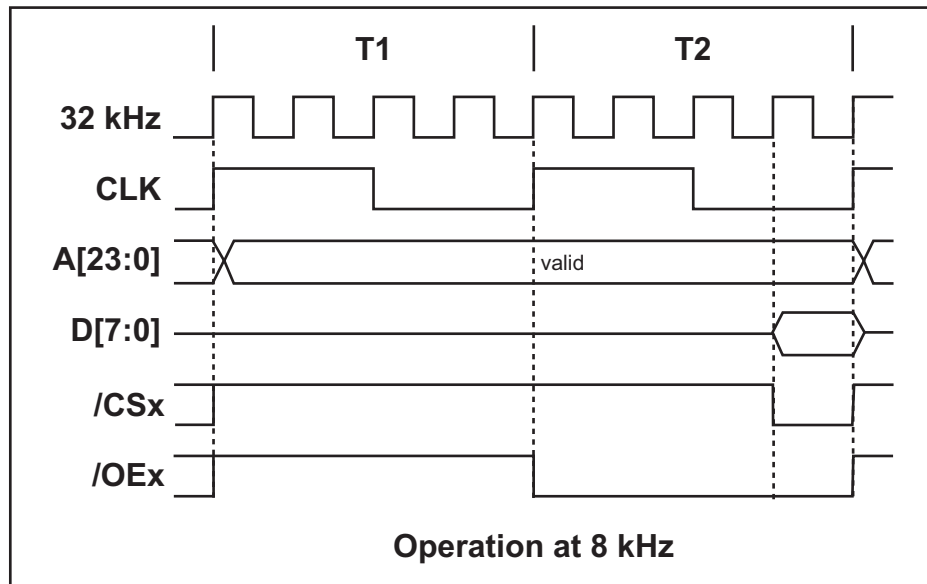 T1 T2
32 kHz
CLK
A[23:0] valid
D[7:0]
/CSx
/OEx
Operation at 8 kHz